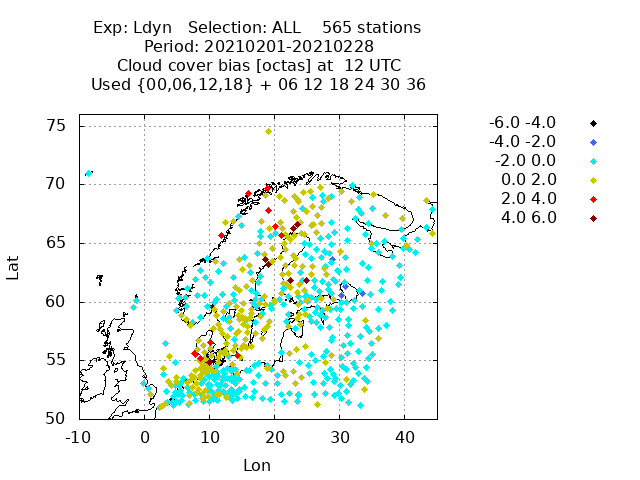 Exp: Ldyn Selection: ALL 565 stations
Period: 20210201-20210228
Cloud cover bias [octas] at 12 UTC
Used {00,06,12,18} + 06 12 18 24 30 36
75
70
65
60
55
50
Lat
-10 0 10 20 30 40
Lon
-6.0 -4.0
-4.0 -2.0
-2.0 0.0
0.0 2.0
2.0 4.0
4.0 6.0